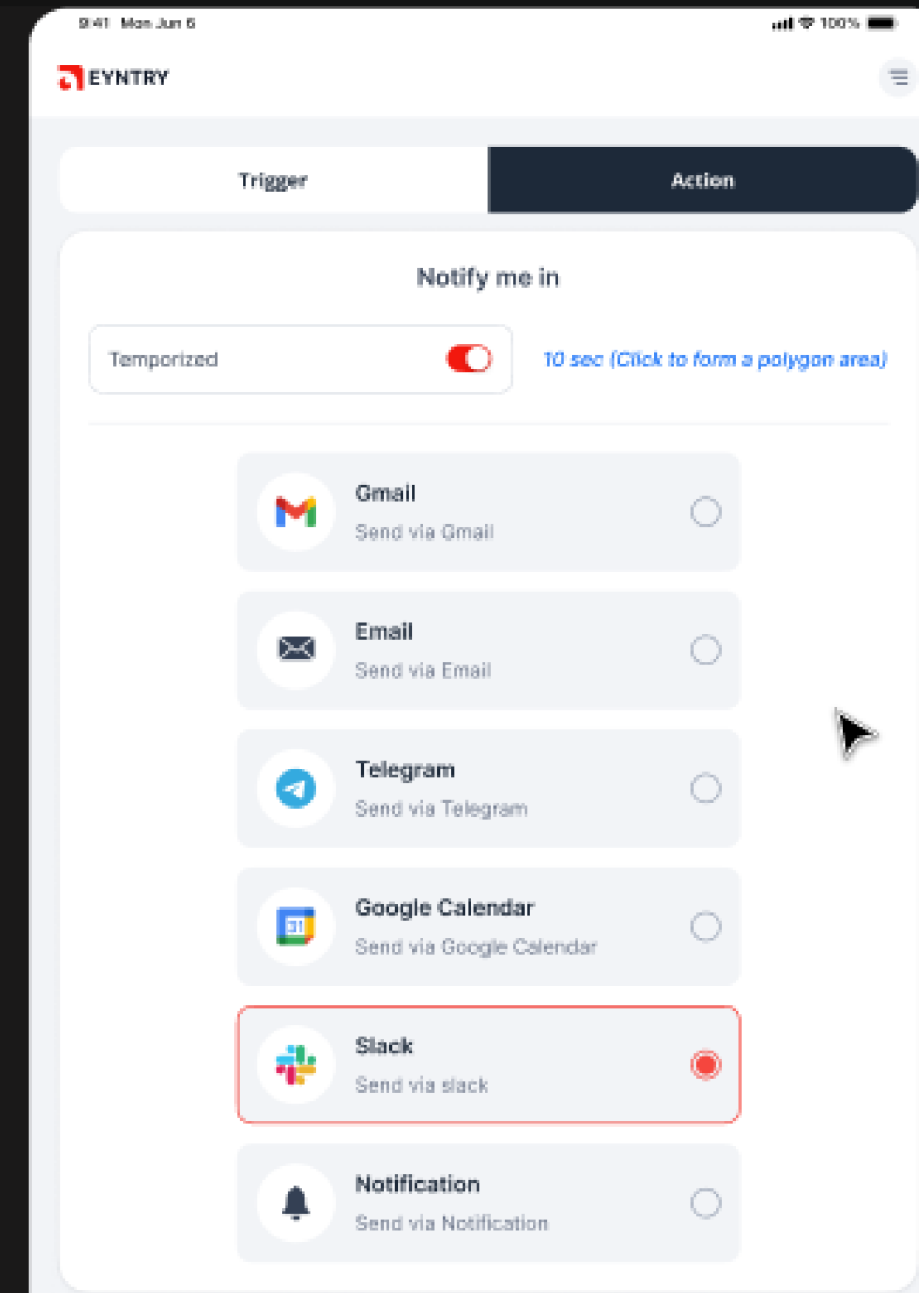 9:41 Mon Jun 6
100%
EYNTRY
Trigger
Action
Notify me in
Temporized
10 sec (Click to form a polygon area)
Gmail
Send via Gmail
Email
Send via Email
Telegram
Send via Telegram
31
Google Calendar
Send via Google Calendar
Slack
Send via slack
Notification
Send via Notification